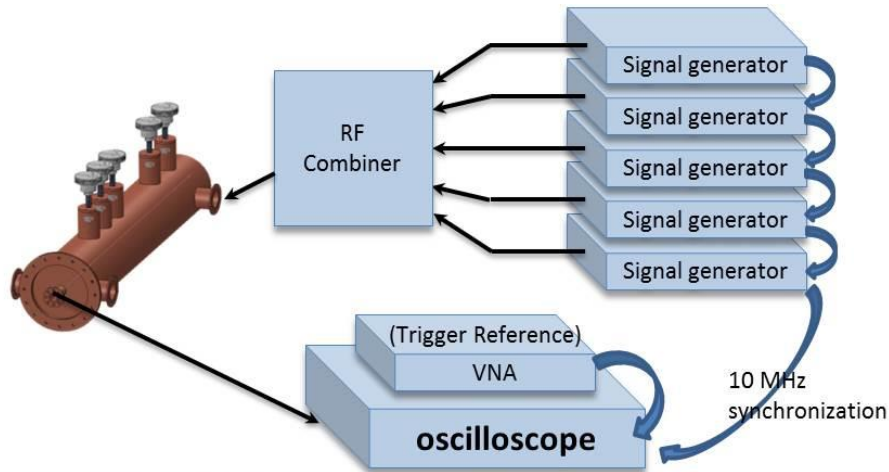 Signal generator
Signal generator
Signal generator
Signal generator
Signal generator
RF
Combiner
(Trigger Reference)
VNA
oscilloscope
10 MHz
synchronization